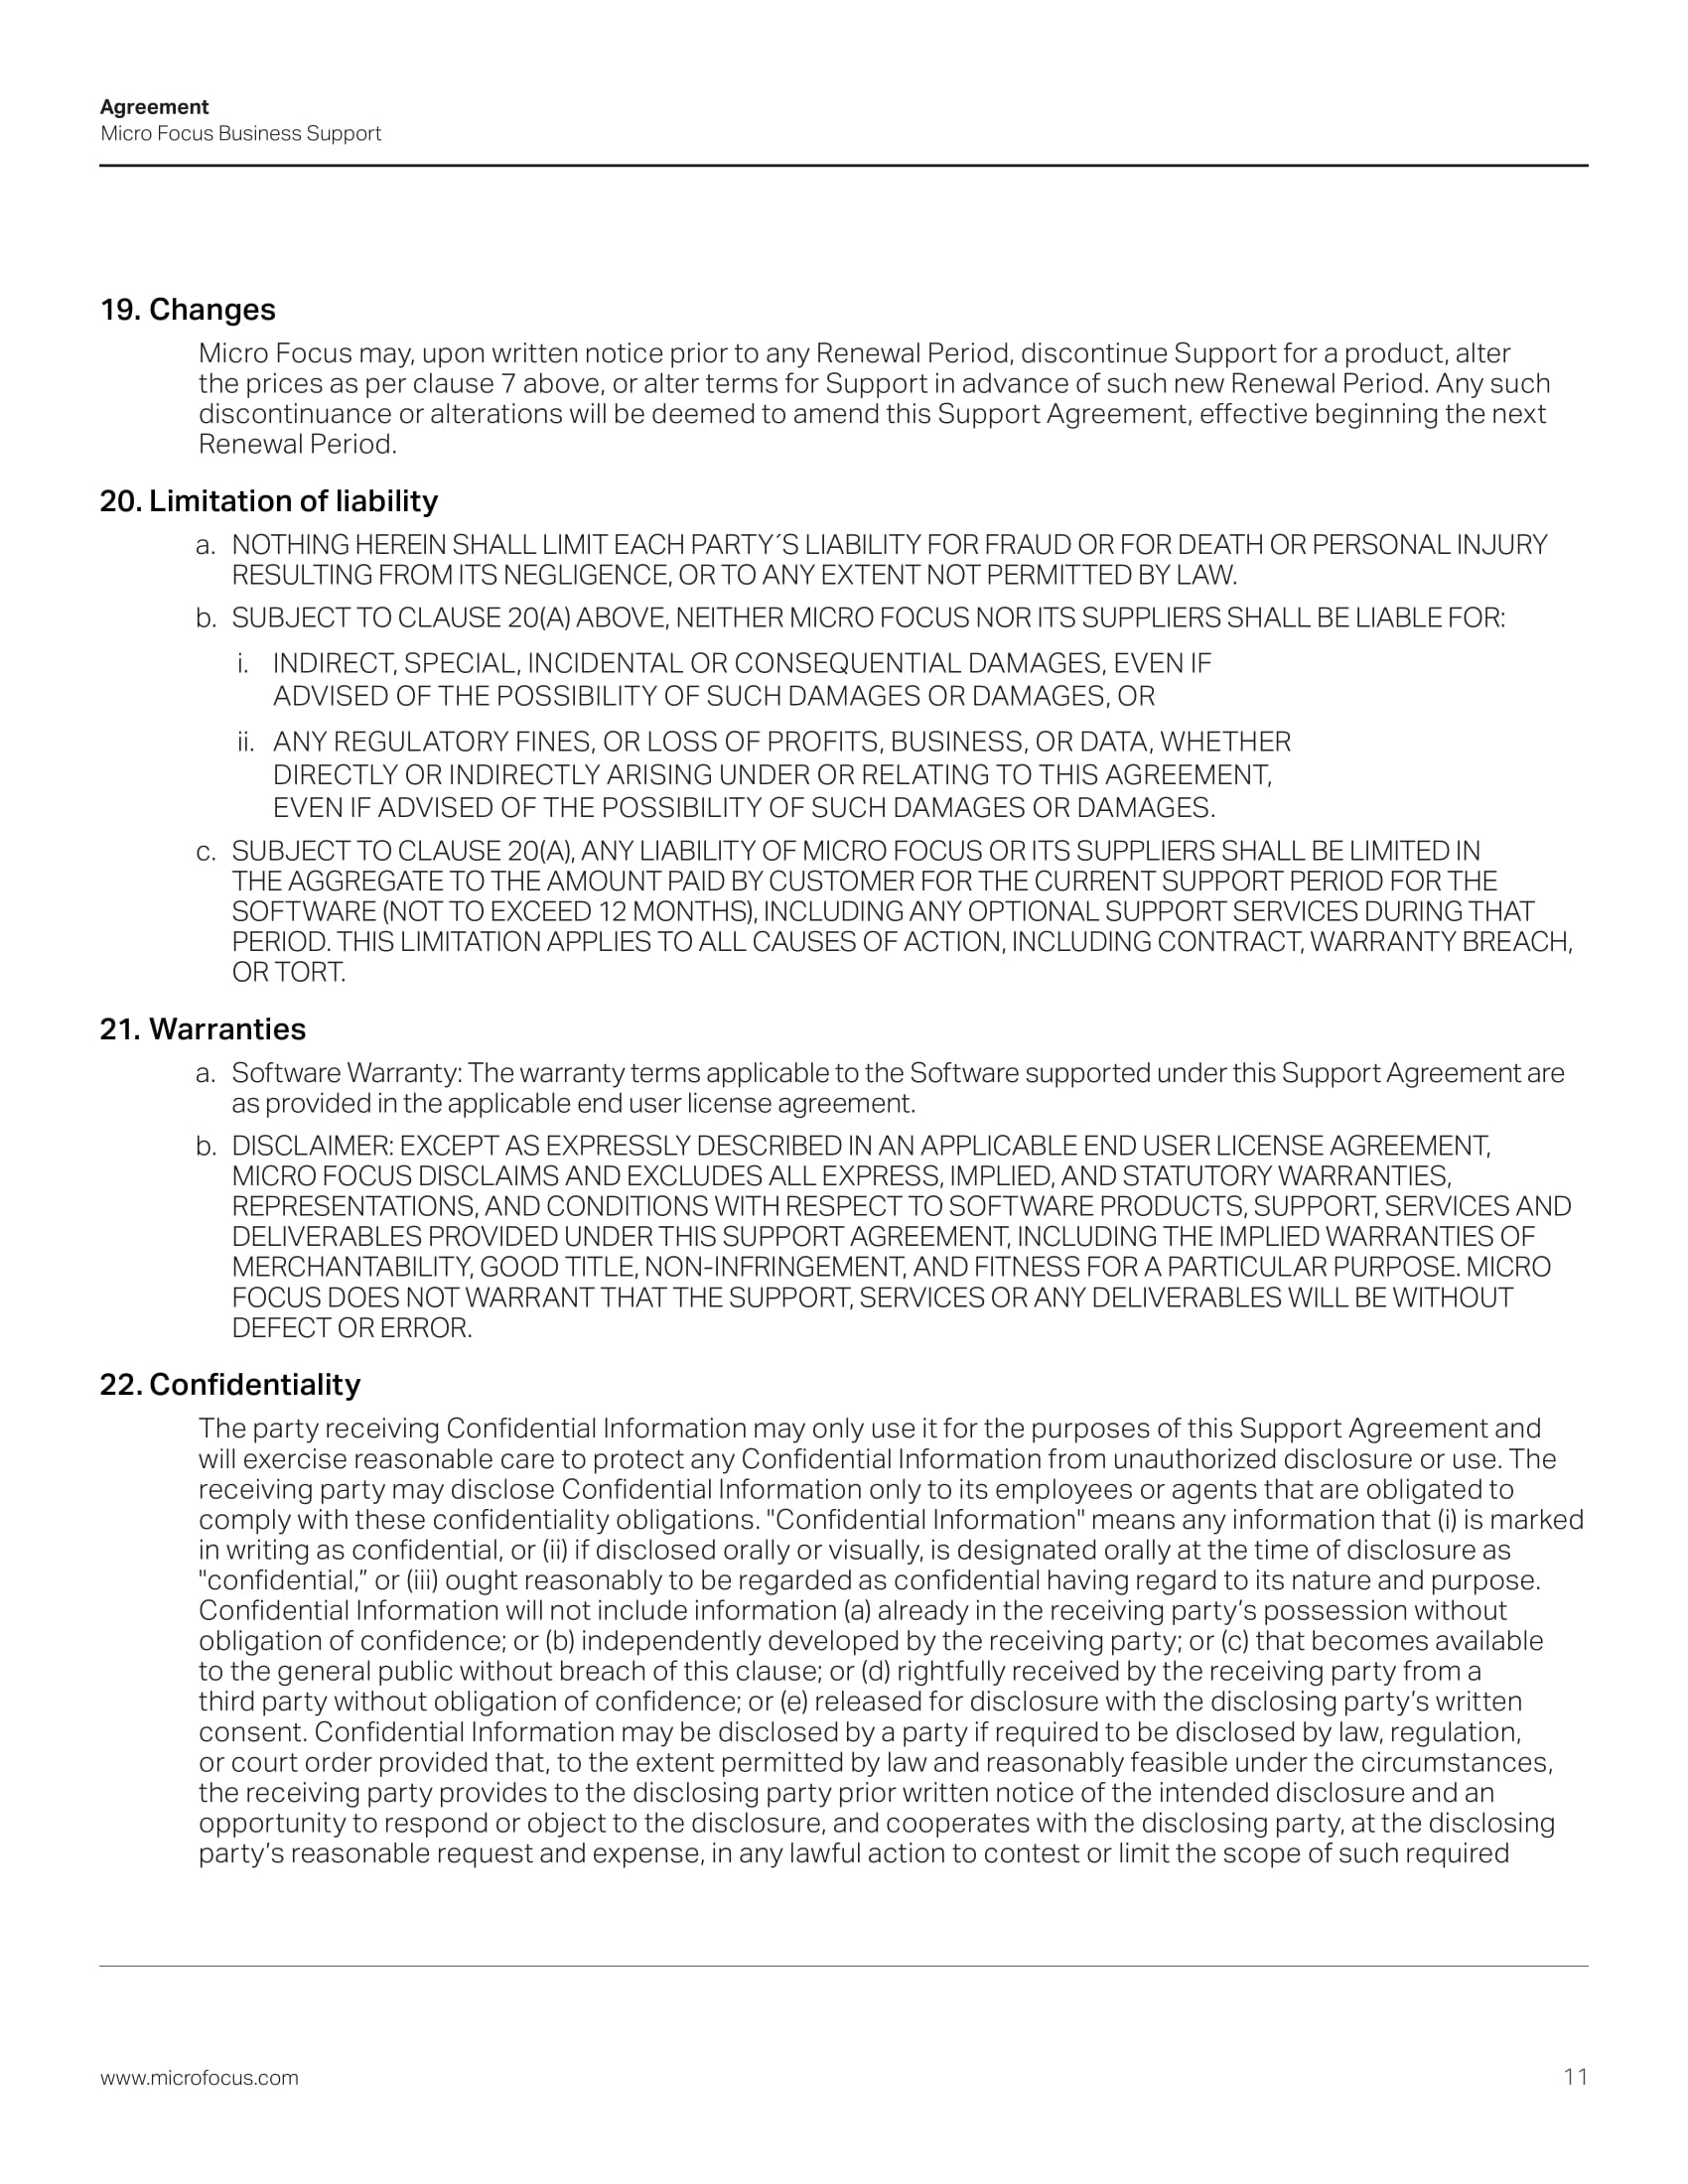 Agreement
Micro Focus Business Support
19. Changes
Micro Focus may, upon written notice prior to any Renewal Period, discontinue Support for a product, alter
the prices as per clause 7 above, or alter terms for Support in advance of such new Renewal Period. Any such
discontinuance or alterations will be deemed to amend this Support Agreement, effective beginning the next
Renewal Period.
20. Limitation of liability
a. NOTHING HEREIN SHALL LIMIT EACH PARTY´S LIABILITY FOR FRAUD OR FOR DEATH OR PERSONAL INJURY
RESULTING FROM ITS NEGLIGENCE, OR TO ANY EXTENT NOT PERMITTED BY LAW.
b. SUBJECT TO CLAUSE 20(A) ABOVE, NEITHER MICRO FOCUS NOR ITS SUPPLIERS SHALL BE LIABLE FOR:
i. INDIRECT, SPECIAL, INCIDENTAL OR CONSEQUENTIAL DAMAGES, EVEN IF
ADVISED OF THE POSSIBILITY OF SUCH DAMAGES OR DAMAGES, OR
ii. ANY REGULATORY FINES, OR LOSS OF PROFITS, BUSINESS, OR DATA, WHETHER
DIRECTLY OR INDIRECTLY ARISING UNDER OR RELATING TO THIS AGREEMENT,
EVEN IF ADVISED OF THE POSSIBILITY OF SUCH DAMAGES OR DAMAGES.
c. SUBJECT TO CLAUSE 20(A), ANY LIABILITY OF MICRO FOCUS OR ITS SUPPLIERS SHALL BE LIMITED IN
THE AGGREGATE TO THE AMOUNT PAID BY CUSTOMER FOR THE CURRENT SUPPORT PERIOD FOR THE
SOFTWARE (NOT TO EXCEED 12 MONTHS), INCLUDING ANY OPTIONAL SUPPORT SERVICES DURING THAT
PERIOD. THIS LIMITATION APPLIES TO ALL CAUSES OF ACTION, INCLUDING CONTRACT, WARRANTY BREACH,
OR TORT.
21. Warranties
a. Software Warranty: The warranty terms applicable to the Software supported under this Support Agreement are
as provided in the applicable end user license agreement.
b. DISCLAIMER: EXCEPT AS EXPRESSLY DESCRIBED IN AN APPLICABLE END USER LICENSE AGREEMENT,
MICRO FOCUS DISCLAIMS AND EXCLUDES ALL EXPRESS, IMPLIED, AND STATUTORY WARRANTIES,
REPRESENTATIONS, AND CONDITIONS WITH RESPECT TO SOFTWARE PRODUCTS, SUPPORT, SERVICES AND
DELIVERABLES PROVIDED UNDER THIS SUPPORT AGREEMENT, INCLUDING THE IMPLIED WARRANTIES OF
MERCHANTABILITY, GOOD TITLE, NON-INFRINGEMENT, AND FITNESS FOR A PARTICULAR PURPOSE. MICRO
FOCUS DOES NOT WARRANT THAT THE SUPPORT, SERVICES OR ANY DELIVERABLES WILL BE WITHOUT
DEFECT OR ERROR.
22. Confidentiality
The party receiving Confidential Information may only use it for the purposes of this Support Agreement and
will exercise reasonable care to protect any Confidential Information from unauthorized disclosure or use. The
receiving party may disclose Confidential Information only to its employees or agents that are obligated to
comply with these confidentiality obligations. "Confidential Information" means any information that (i) is marked
in writing as confidential, or (ii) if disclosed orally or visually, is designated orally at the time of disclosure as
"confidential,” or (iii) ought reasonably to be regarded as confidential having regard to its nature and purpose.
Confidential Information will not include information (a) already in the receiving party’s possession without
obligation of confidence; or (b) independently developed by the receiving party; or (c) that becomes available
to the general public without breach of this clause; or (d) rightfully received by the receiving party from a
third party without obligation of confidence; or (e) released for disclosure with the disclosing party’s written
consent. Confidential Information may be disclosed by a party if required to be disclosed by law, regulation,
or court order provided that, to the extent permitted by law and reasonably feasible under the circumstances,
the receiving party provides to the disclosing party prior written notice of the intended disclosure and an
opportunity to respond or object to the disclosure, and cooperates with the disclosing party, at the disclosing
party’s reasonable request and expense, in any lawful action to contest or limit the scope of such required
www.microfocus.com
11